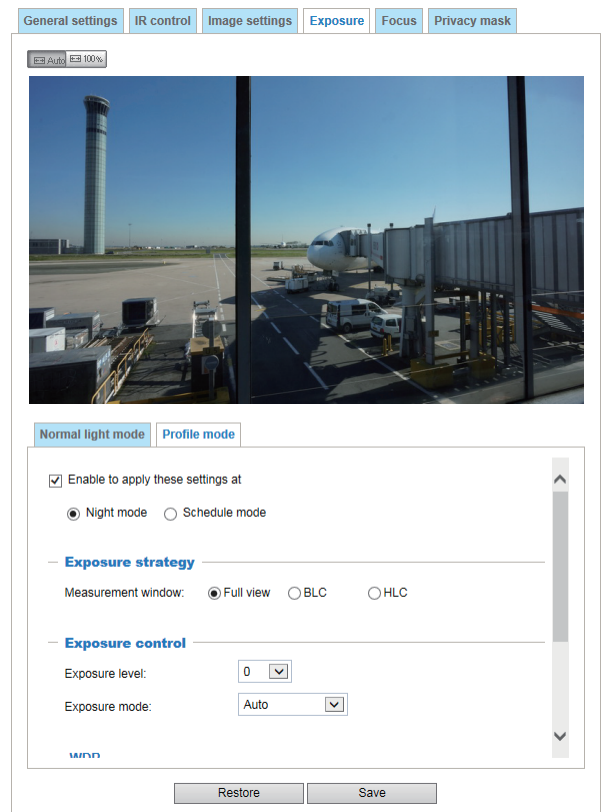 General settings IR control Image settings Exposure Focus Privacy mask
Auto 100%
Normal light mode Profile mode
Enable to apply these settings at
Night mode Schedule mode
Exposure strategy
Measurement window: Full view BLC HLC
Exposure control
Exposure level: 0
Exposure mode: Auto
WDR
Restore Save